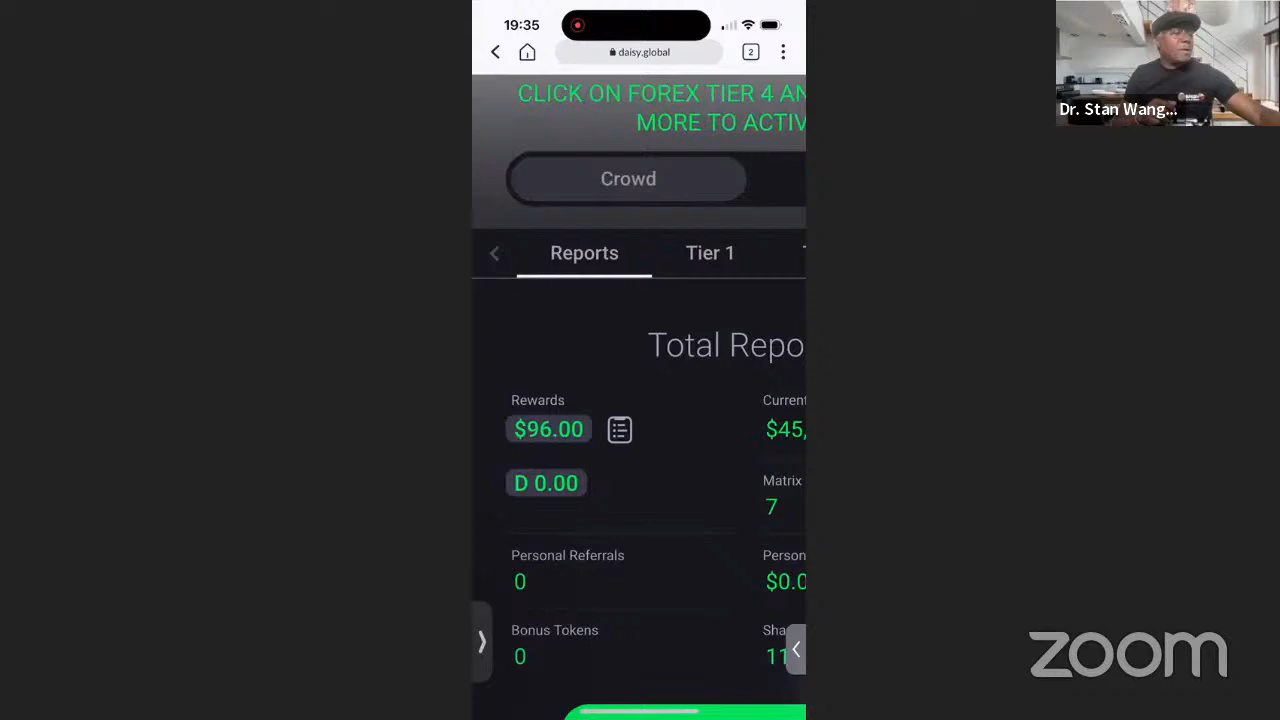 19:35
daisy.global
2
CLICK ON FOREX TIER 4 AN
MORE TO ACTIV
Crowd
Reports
Tier 1
Total Repo
Rewards
$96.00
D 0.00
Current
$45,
Matrix
7
Personal Referrals
0
Person
$0.0
Bonus Tokens
0
Sha
11
Dr. Stan Wang...
zoom